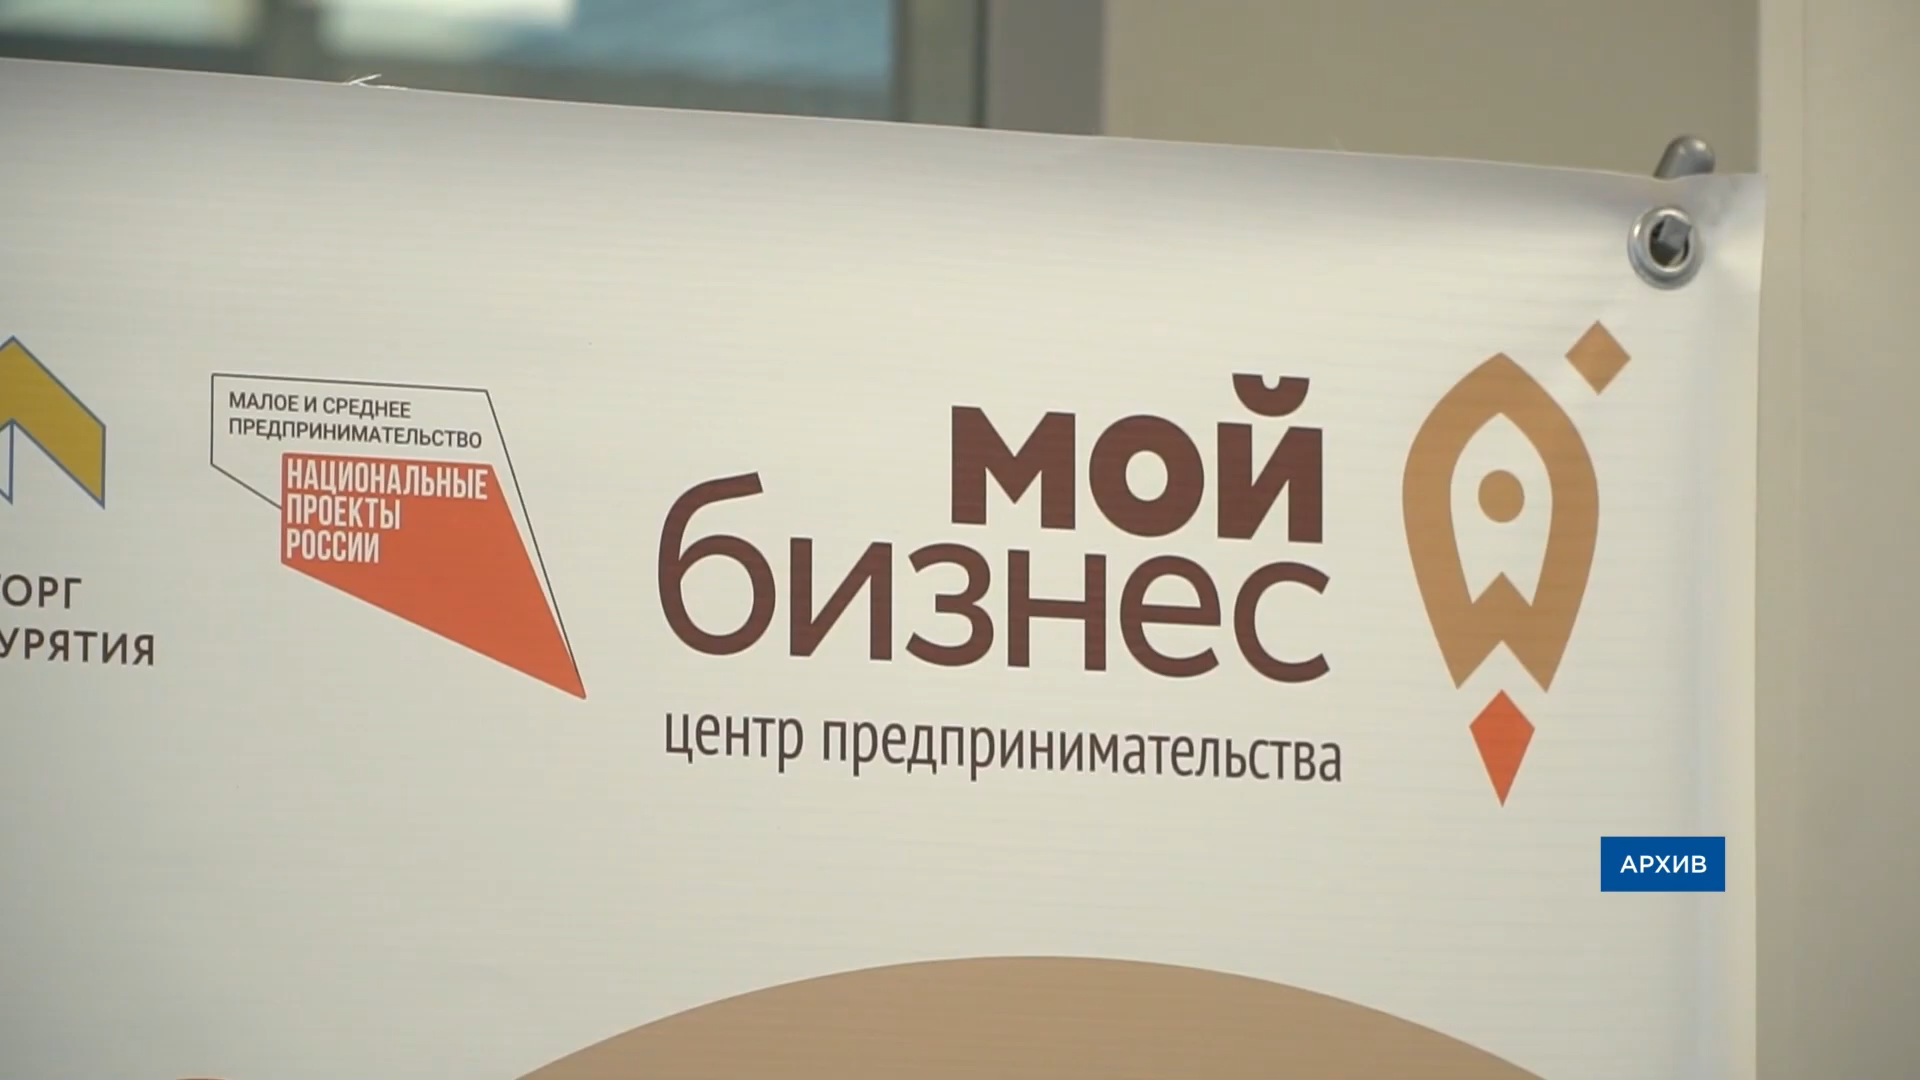 ОРГ
УРЯТИЯ
МАЛОЕ И СРЕДНЕЕ
ПРЕДПРИНИМАТЕЛЬСТВО
НАЦИОНАЛЬНЫЕ
ПРОЕКТЫ
РОССИИ
мой
бизнес
центр предпринимательства
АРХИВ